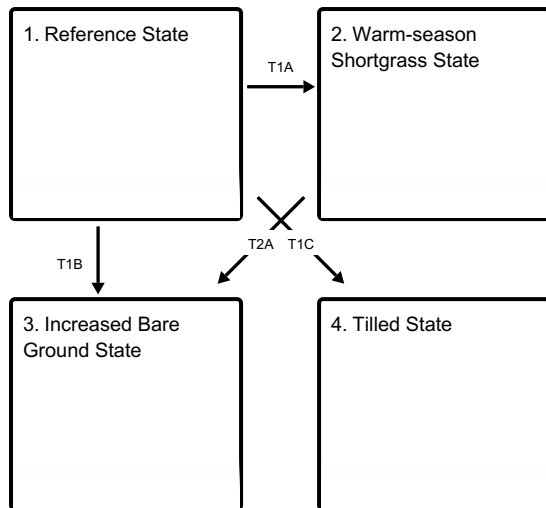 1. Reference State
2. Warm-season
Shortgrass State
T1A
T2A
T1C
T1B
3. Increased Bare
Ground State
4. Tilled State